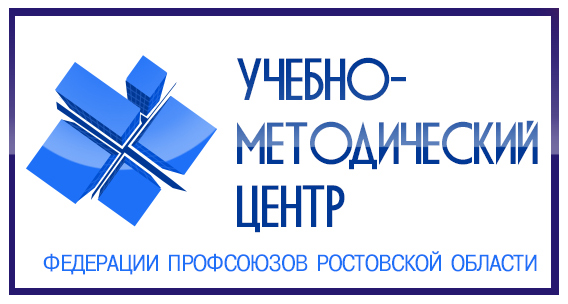 УЧЕБНО-
МЕТОДИЧЕСКИЙ
ЦЕНТР
ФЕДЕРАЦИИ ПРОФСОЮЗОВ РОСТОВСКОЙ ОБЛАСТИ